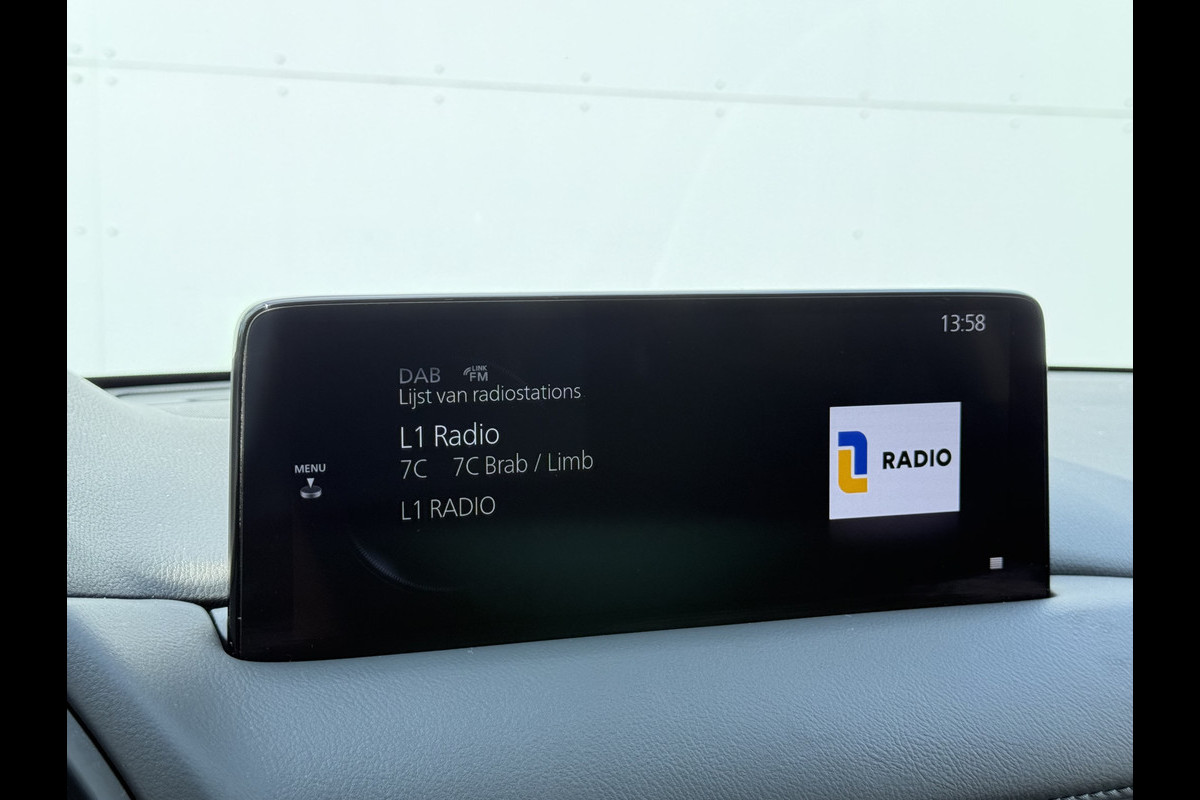 13:58
DAB LINK FM
Lijst van radiostations
L1 Radio
7C 7C Brab / Limb
L1 RADIO
MENU
RADIO